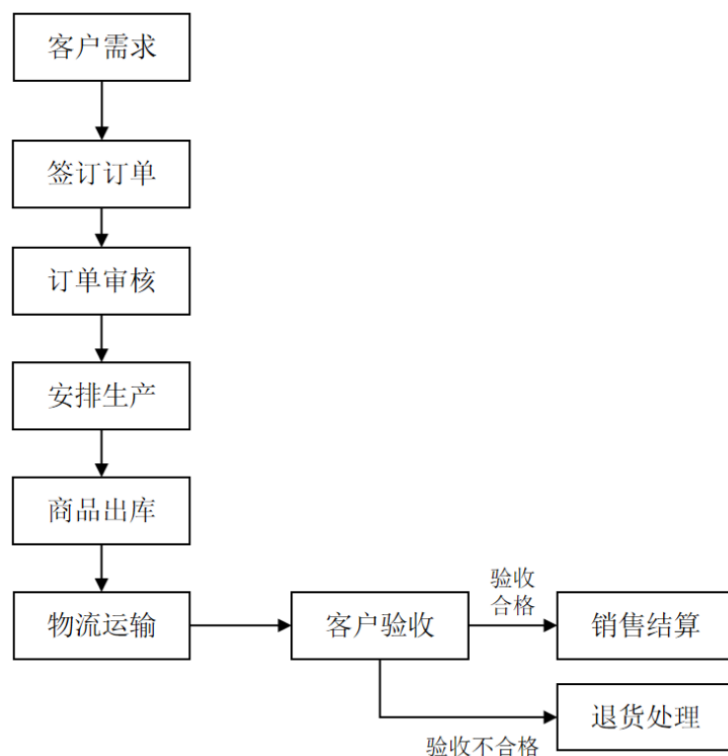 客户需求
签订订单
订单审核
安排生产
商品出库
物流运输
客户验收
验收
合格
销售结算
验收不合格
退货处理